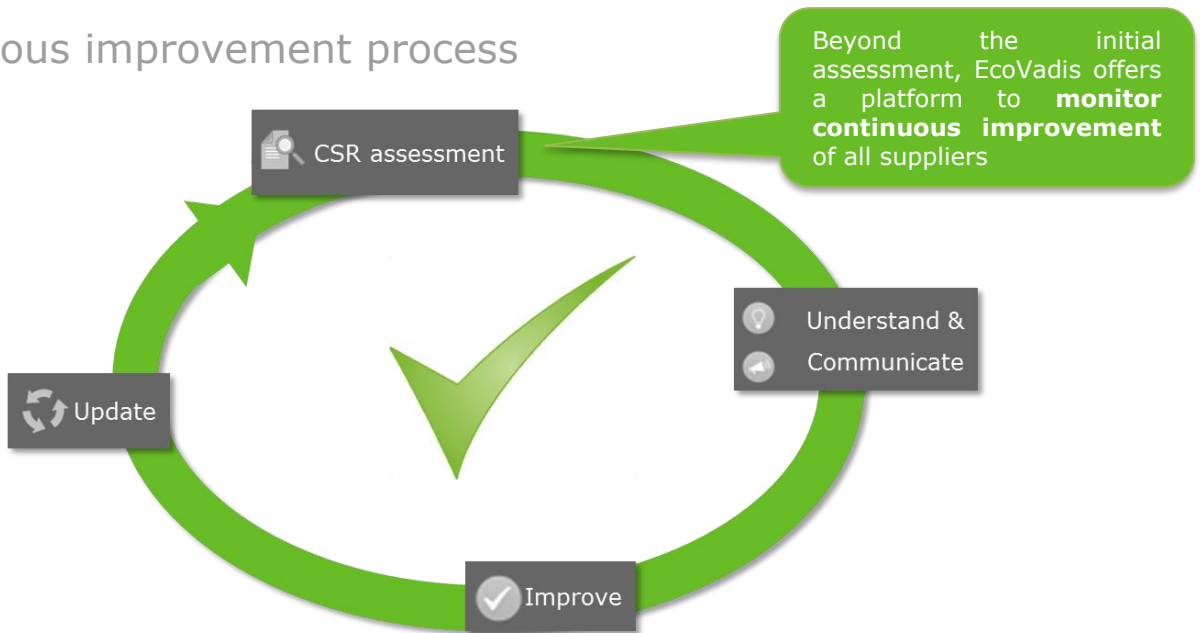 ous improvement process
Beyond the initial
assessment, EcoVadis offers
a platform to monitor
continuous improvement
of all suppliers
CSR assessment
Understand &
Communicate
Update
Improve